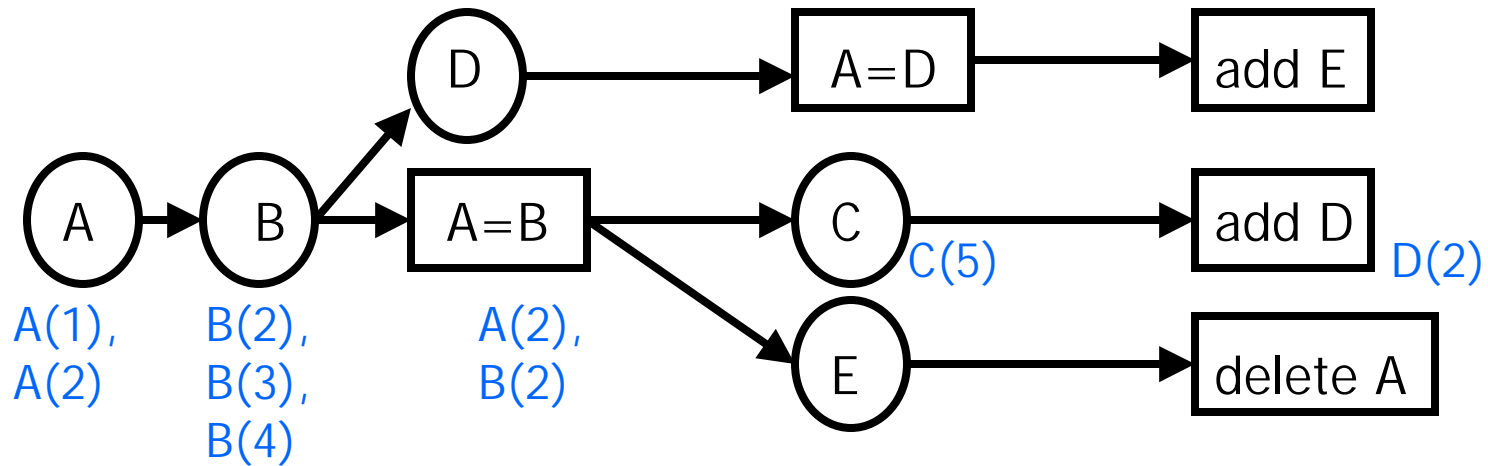 D
A=D
add E
A
B
A=B
C
add D
C(5)
D(2)
A(1),
A(2)
B(2),
B(3),
B(4)
A(2),
B(2)
E
delete A